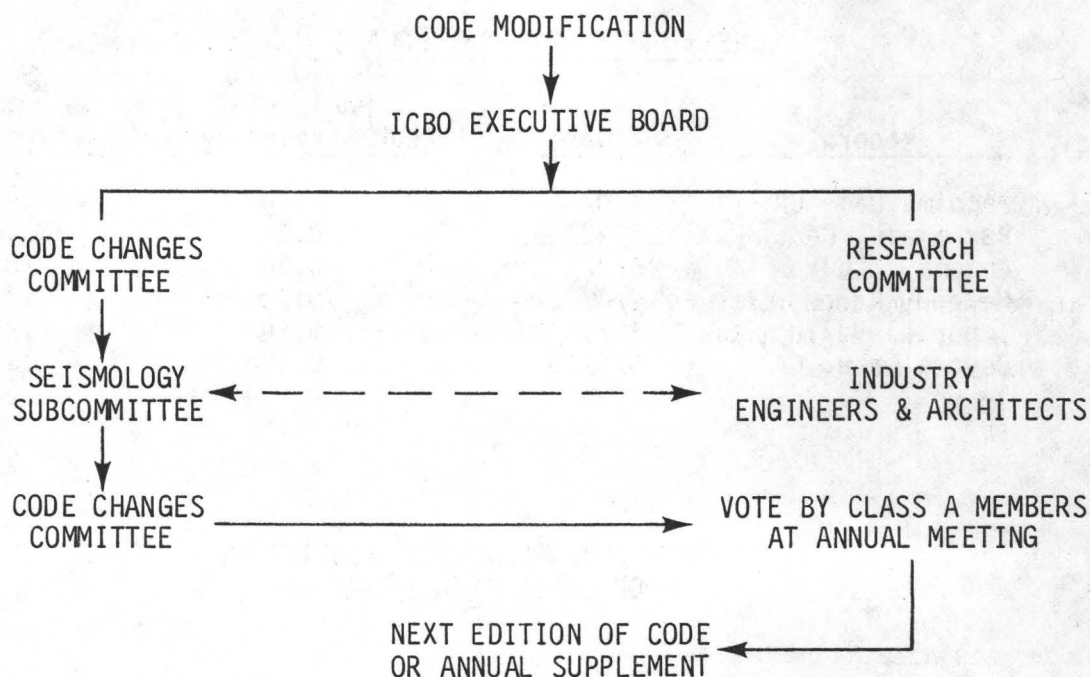 CODE MODIFICATION
ICBO EXECUTIVE BOARD
CODE CHANGES
COMMITTEE
RESEARCH
COMMITTEE
SEISMOLOGY
SUBCOMMITTEE
INDUSTRY
ENGINEERS & ARCHITECTS
CODE CHANGES
COMMITTEE
VOTE BY CLASS A MEMBERS
AT ANNUAL MEETING
NEXT EDITION OF CODE
OR ANNUAL SUPPLEMENT